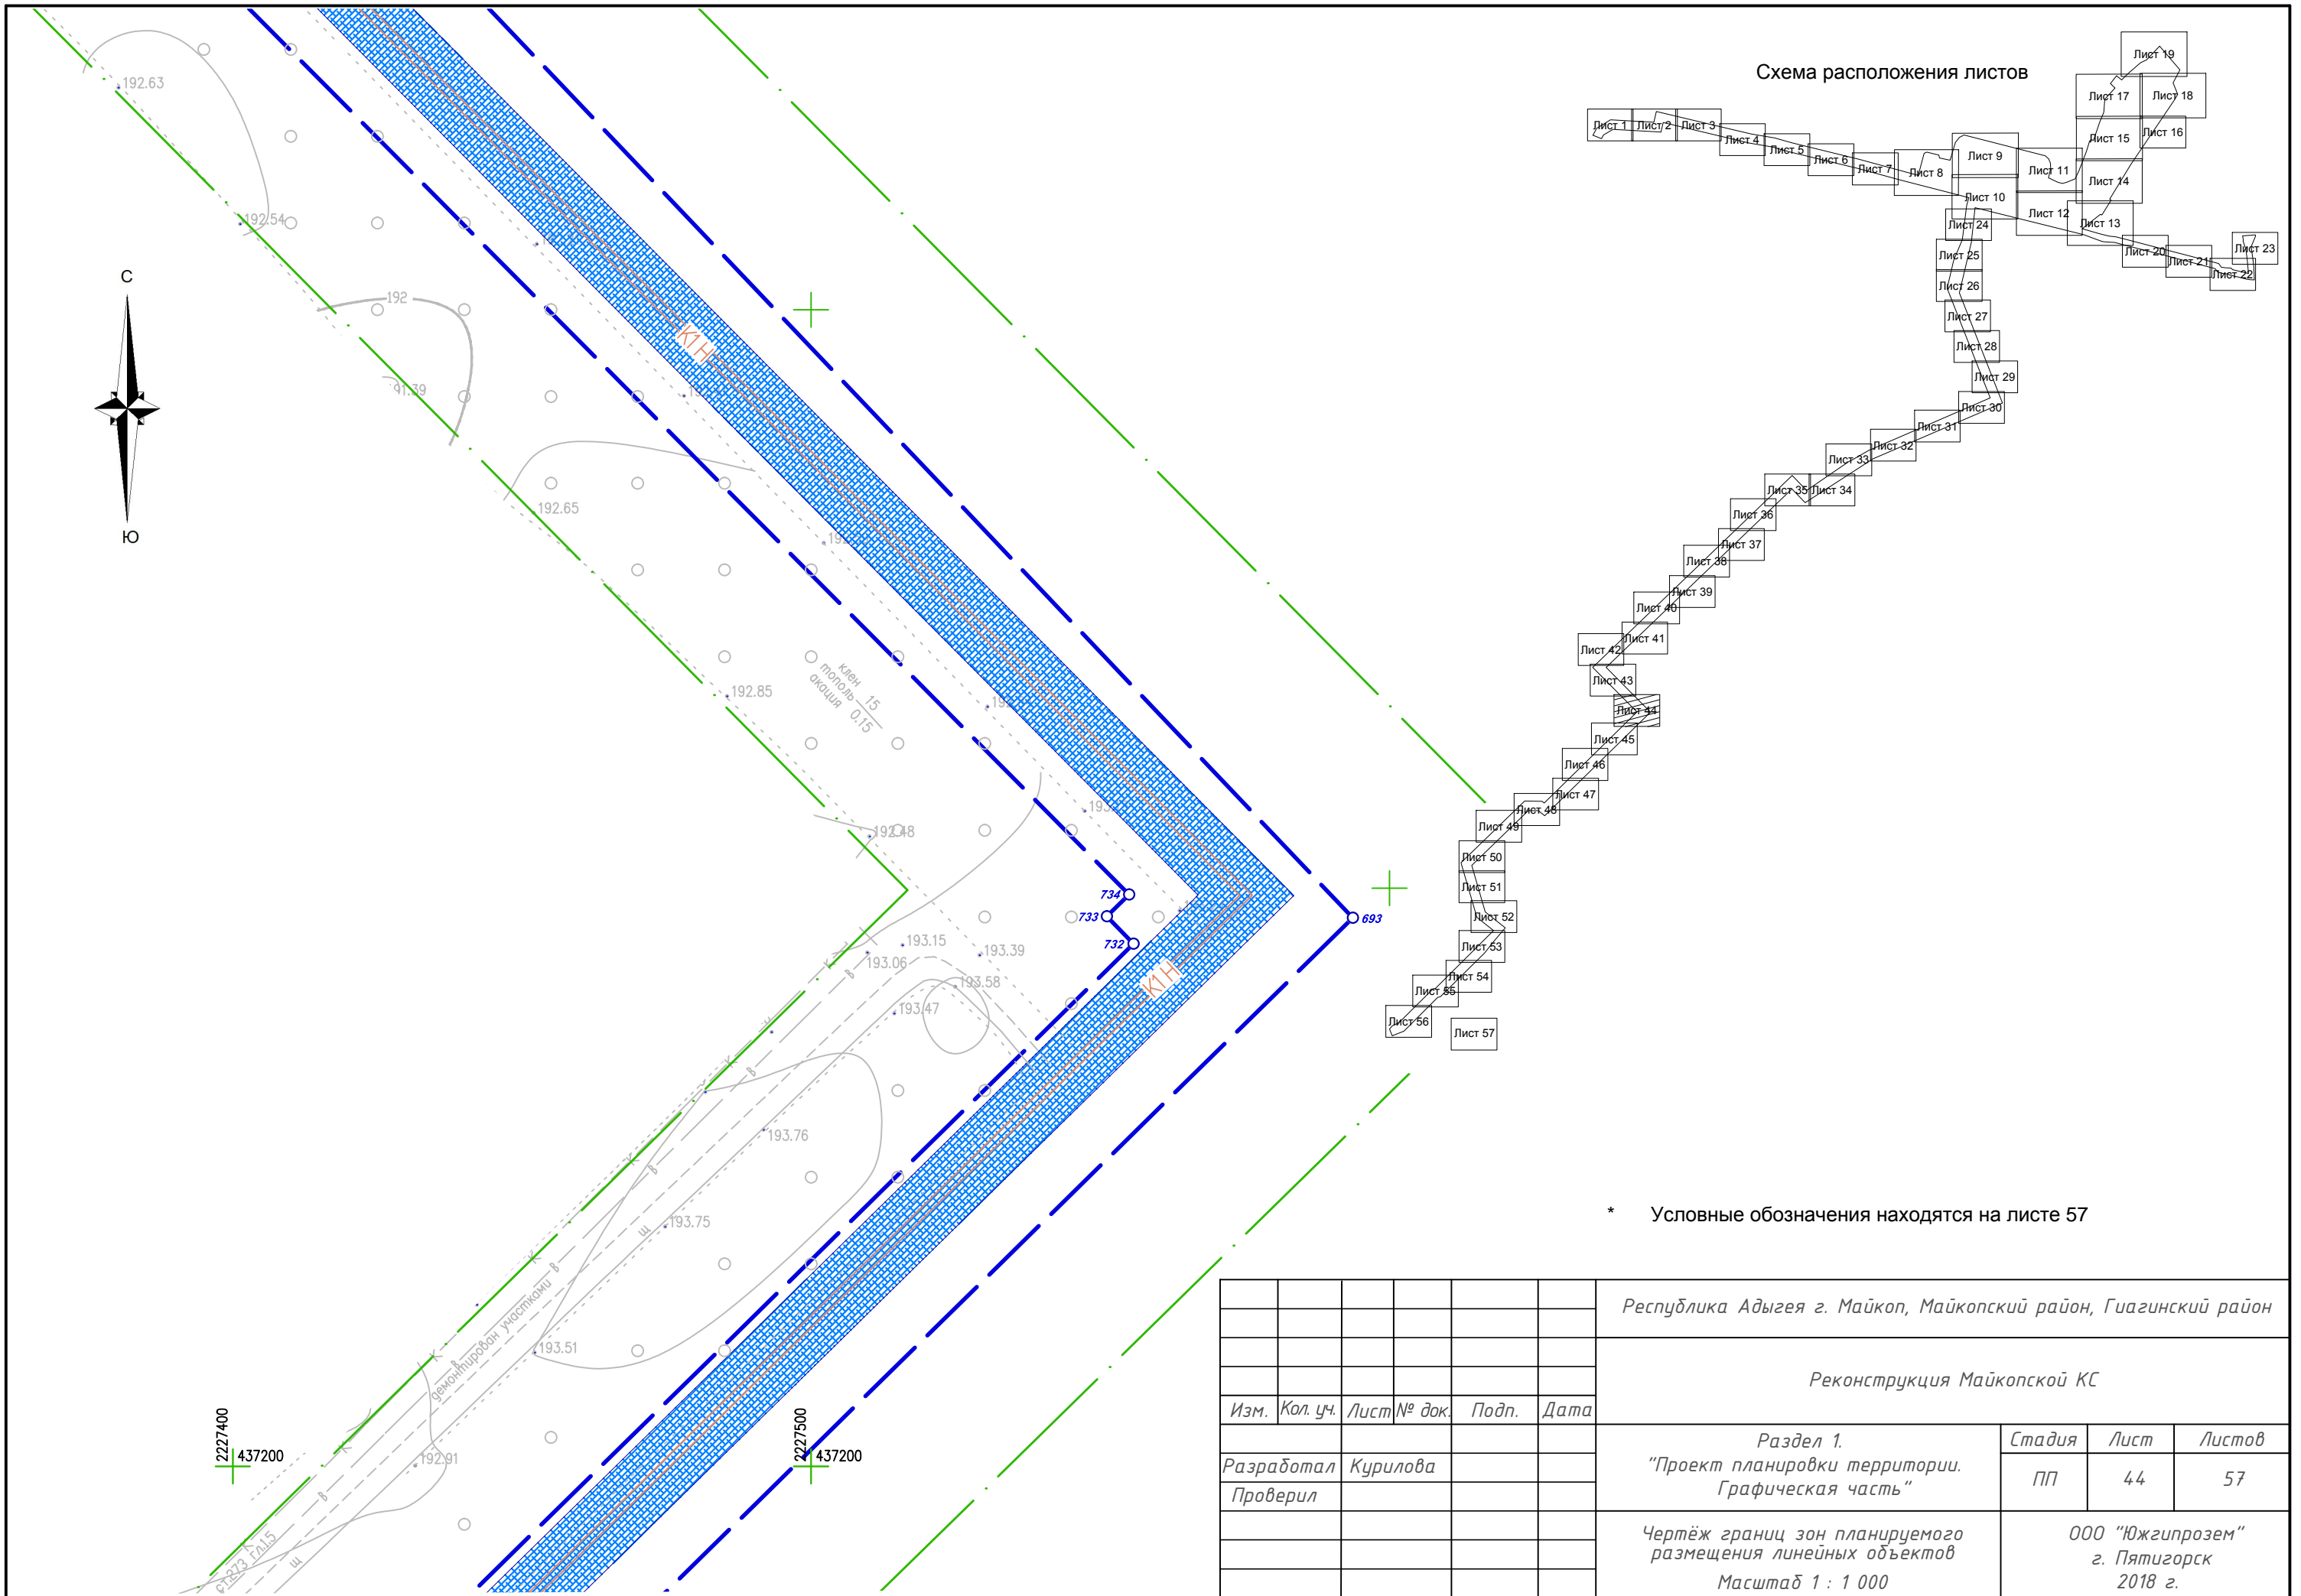 Схема расположения листов
Лист 19
Лист 17
Лист 18
Лист 1
Лист 2
Лист 3
Лист 4
Лист 5
Лист 6
Лист 7
Лист 8
Лист 9
Лист 10
Лист 11
Лист 15
Лист 16
Лист 14
Лист 12
Лист 13
Лист 20
Лист 21
Лист 22
Лист 23
Лист 24
Лист 25
Лист 26
Лист 27
Лист 28
Лист 29
Лист 30
Лист 31
Лист 32
Лист 33
Лист 35
Лист 34
Лист 36
Лист 37
Лист 38
Лист 39
Лист 40
Лист 41
Лист 42
Лист 43
Лист 44
Лист 45
Лист 46
Лист 47
Лист 48
Лист 49
Лист 50
Лист 51
Лист 52
Лист 53
Лист 54
Лист 55
Лист 56
Лист 57
С
Ю
192.63
192.54
192
К1Н
192.65
192.85
клен
тополь 15
акация 0.15
192.48
734
733
732
693
193.15
193.06
193.39
193.58
193.47
К1Н
193.76
193.75
193.51
192.91
демонтирован участками
ст.273 гл.1.5
2227400
437200
2227500
437200
* Условные обозначения находятся на листе 57
Республика Адыгея г. Майкоп, Майкопский район, Гиагинский район
Реконструкция Майкопской КС
Изм. Кол. уч. Лист № док. Подп. Дата
Раздел 1.
"Проект планировки территории.
Графическая часть"
Стадия Лист Листов
ПП 44 57
Разработал Курилова
Проверил
Чертёж границ зон планируемого
размещения линейных объектов
Масштаб 1 : 1 000
ООО "Южгипрозем"
г. Пятигорск
2018 г.